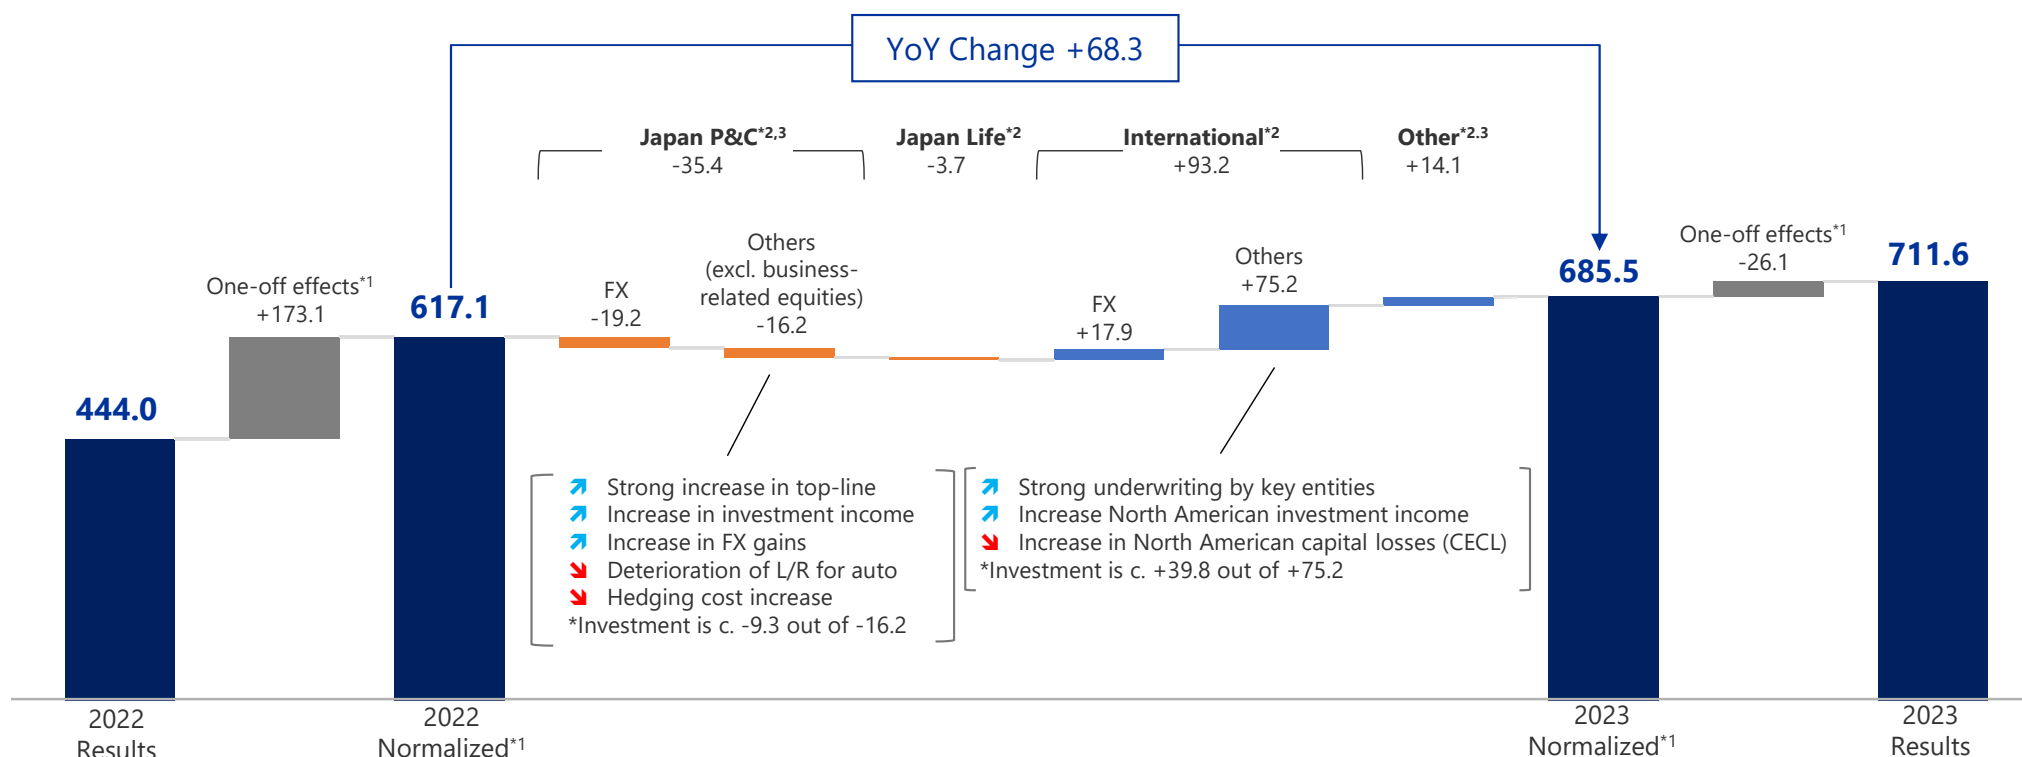 YoY Change +68.3
Japan P&C*2,3
-35.4
Japan Life*2
-3.7
International*2
+93.2
Other*2.3
+14.1
444.0
One-off effects*1
+173.1
617.1
FX
-19.2
Others
(excl. business-
related equities)
-16.2
FX
+17.9
Others
+75.2
685.5
One-off effects*1
-26.1
711.6
Strong increase in top-line
Increase in investment income
Increase in FX gains
Deterioration of L/R for auto
Hedging cost increase
*Investment is c. -9.3 out of -16.2
Strong underwriting by key entities
Increase North American investment income
Increase in North American capital losses (CECL)
*Investment is c. +39.8 out of +75.2
2022
Results
2022
Normalized*1
2023
Normalized*1
2023
Results